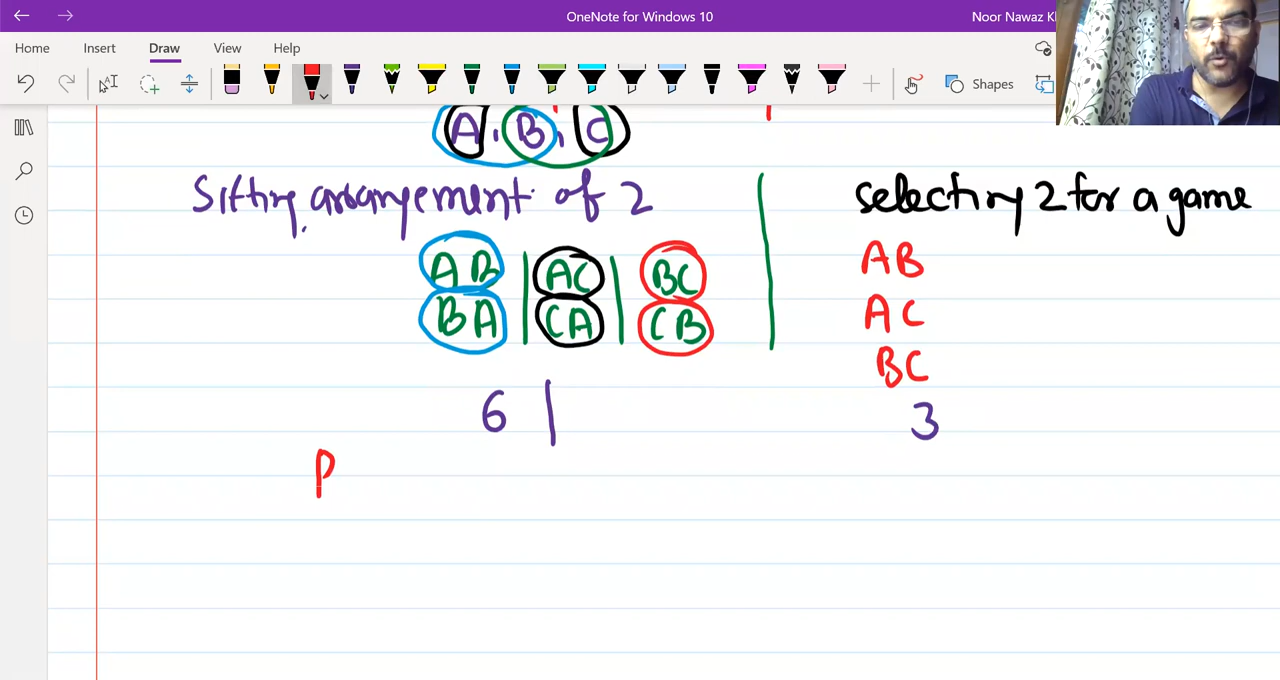 OneNote for Windows 10
Noor Nawaz Kh
Home Insert Draw View Help
Shapes
A, B, C
Sitting arrangement of 2
selecting 2 for a game
AB | AC | BC
BA | CA | CB
AB
AC
BC
6 |
3
P